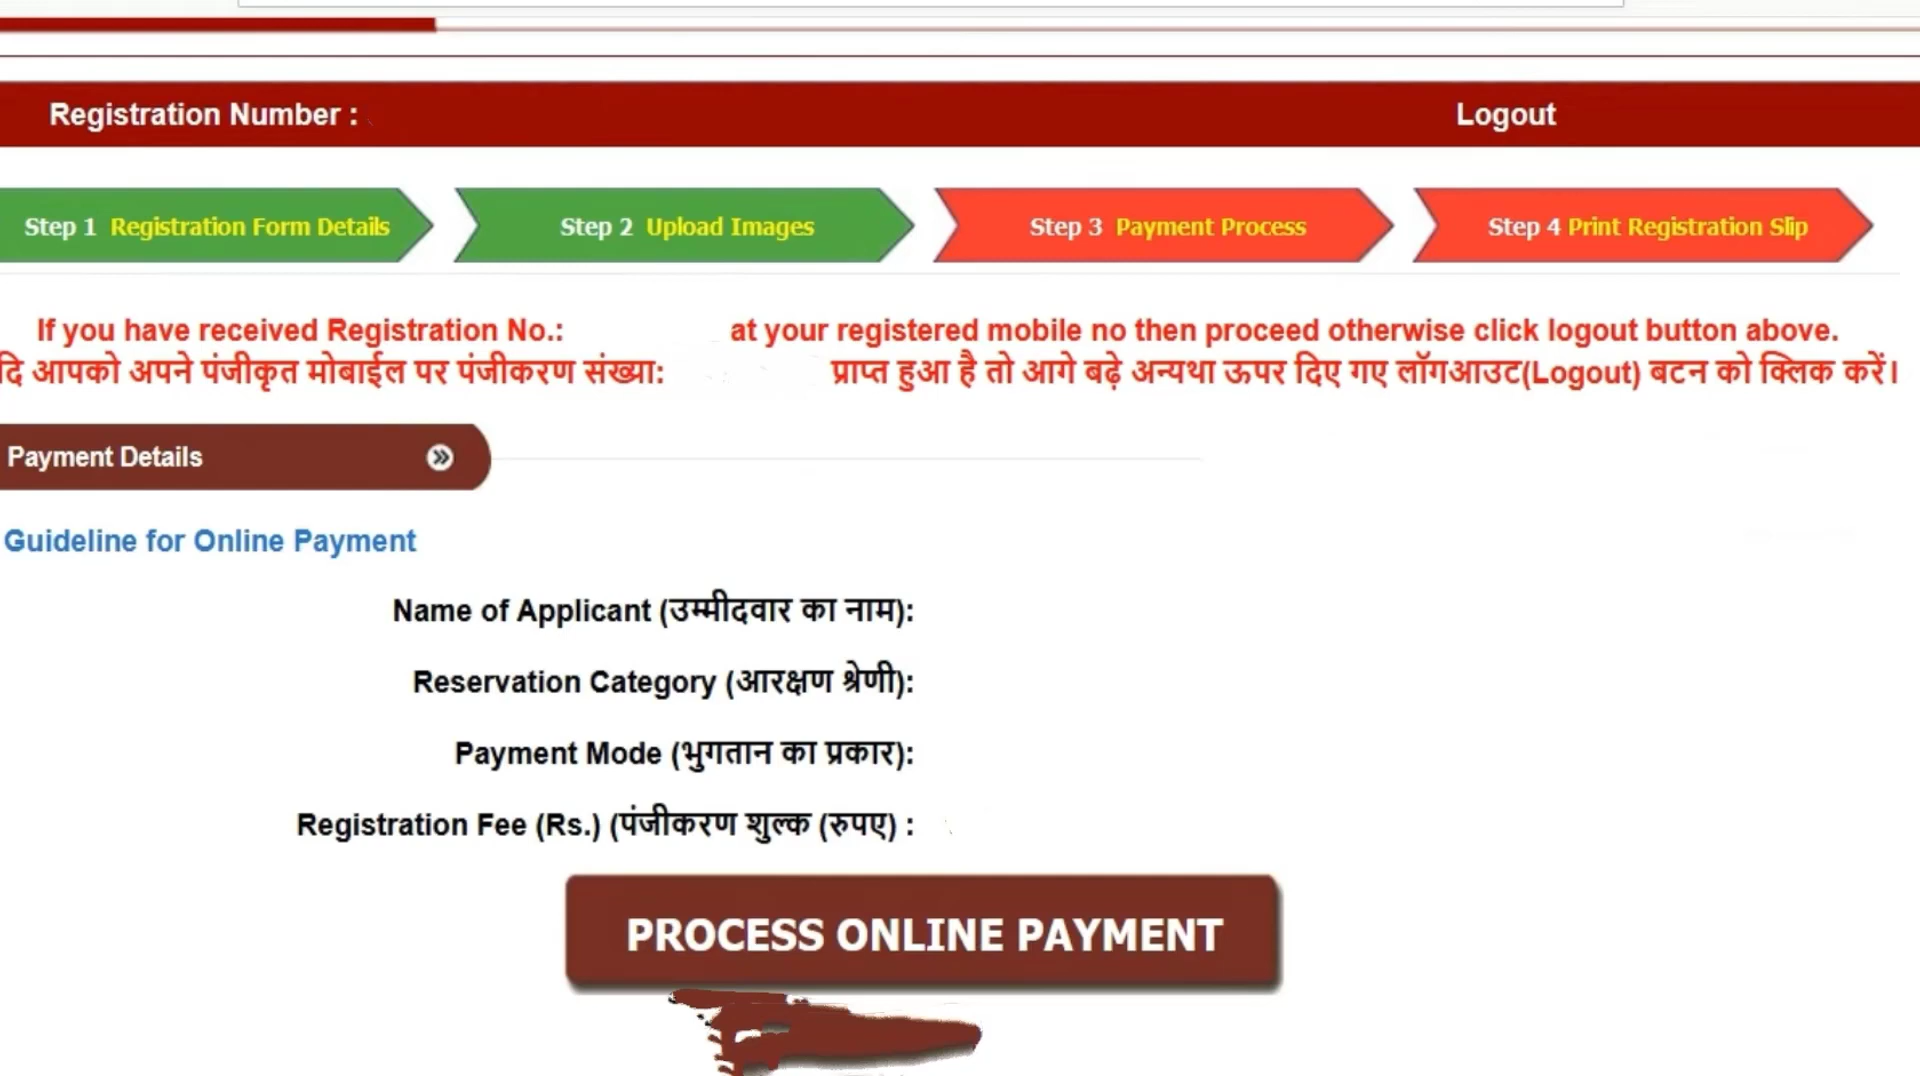 Registration Number :
Logout
Step 1 Registration Form Details
Step 2 Upload Images
Step 3 Payment Process
Step 4 Print Registration Slip
If you have received Registration No.: at your registered mobile no then proceed otherwise click logout button above.
दि आपको अपने पंजीकृत मोबाईल पर पंजीकरण संख्या: प्राप्त हुआ है तो आगे बढ़े अन्यथा ऊपर दिए गए लॉगआउट(Logout) बटन को क्लिक करें।
Payment Details
Guideline for Online Payment
Name of Applicant (उम्मीदवार का नाम):
Reservation Category (आरक्षण श्रेणी):
Payment Mode (भुगतान का प्रकार):
Registration Fee (Rs.) (पंजीकरण शुल्क (रुपए) :
PROCESS ONLINE PAYMENT